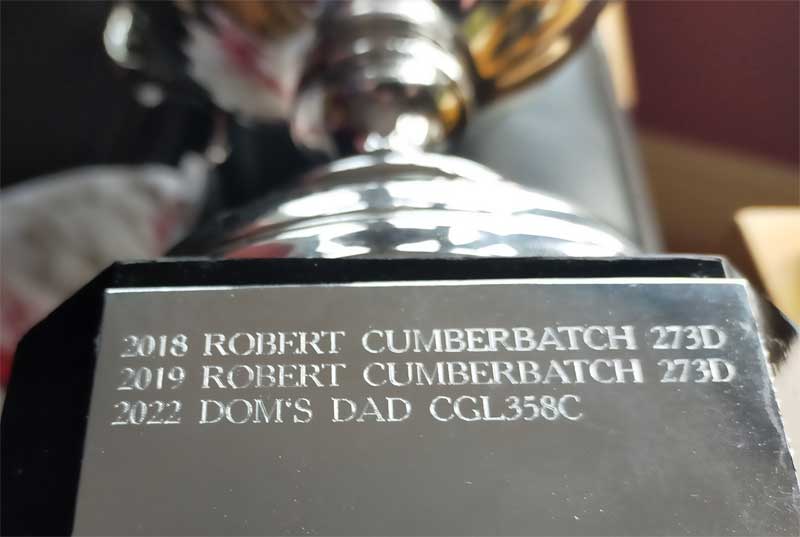 2018 ROBERT CUMBERBATCH 273D
2019 ROBERT CUMBERBATCH 273D
2022 DOM‘S DAD CGL358C